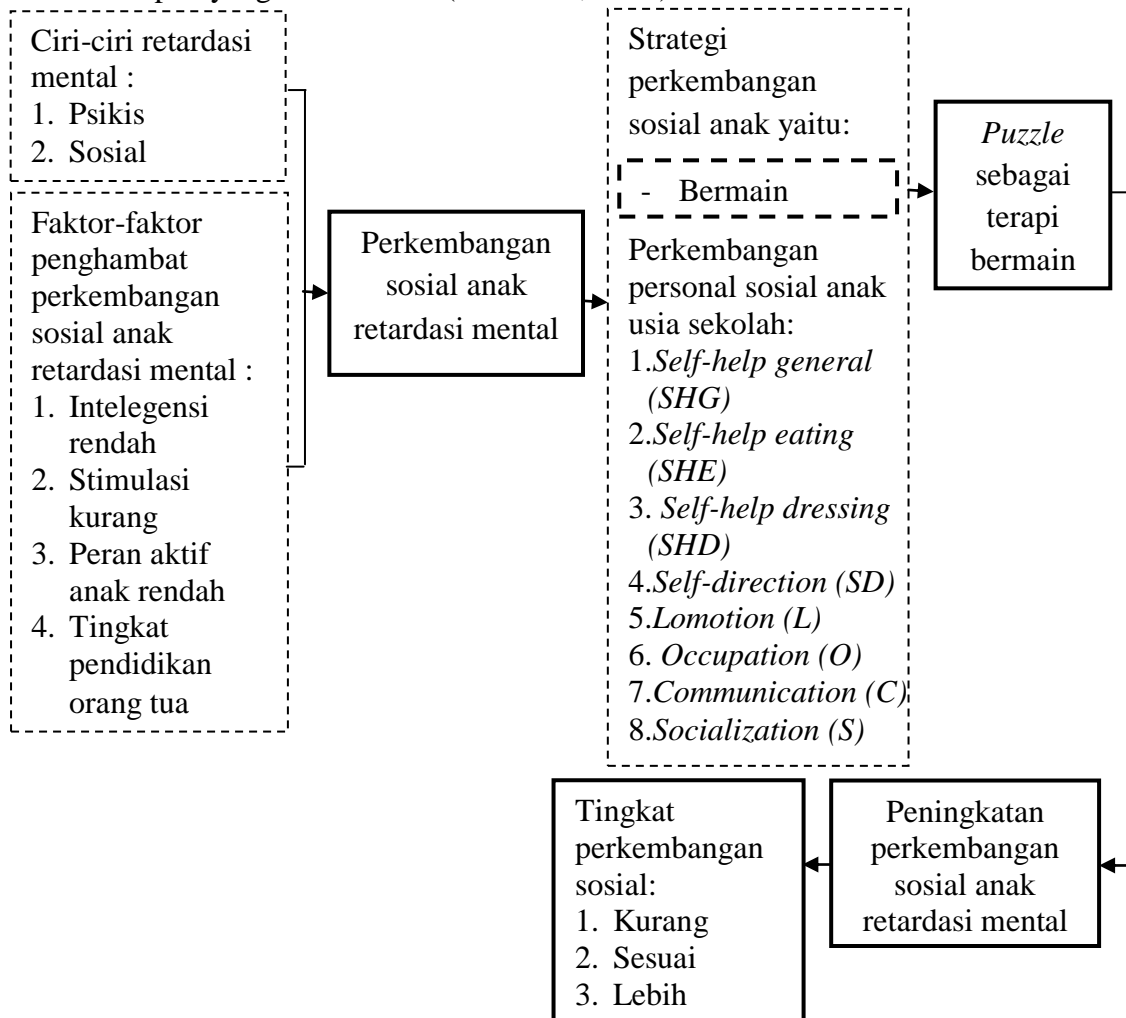 Ciri-ciri retardasi
mental :
1. Psikis
2. Sosial
Faktor-faktor
penghambat
perkembangan
sosial anak
retardasi mental :
1. Intelegensi
rendah
2. Stimulasi
kurang
3. Peran aktif
anak rendah
4. Tingkat
pendidikan
orang tua
Perkembangan
sosial anak
retardasi mental
Strategi
perkembangan
sosial anak yaitu:
- Bermain
Perkembangan
personal sosial anak
usia sekolah:
1.Self-help general
(SHG)
2.Self-help eating
(SHE)
3. Self-help dressing
(SHD)
4.Self-direction (SD)
5.Lomotion (L)
6. Occupation (O)
7.Communication (C)
8.Socialization (S)
Puzzle
sebagai
terapi
bermain
Peningkatan
perkembangan
sosial anak
retardasi mental
Tingkat
perkembangan
sosial:
1. Kurang
2. Sesuai
3. Lebih